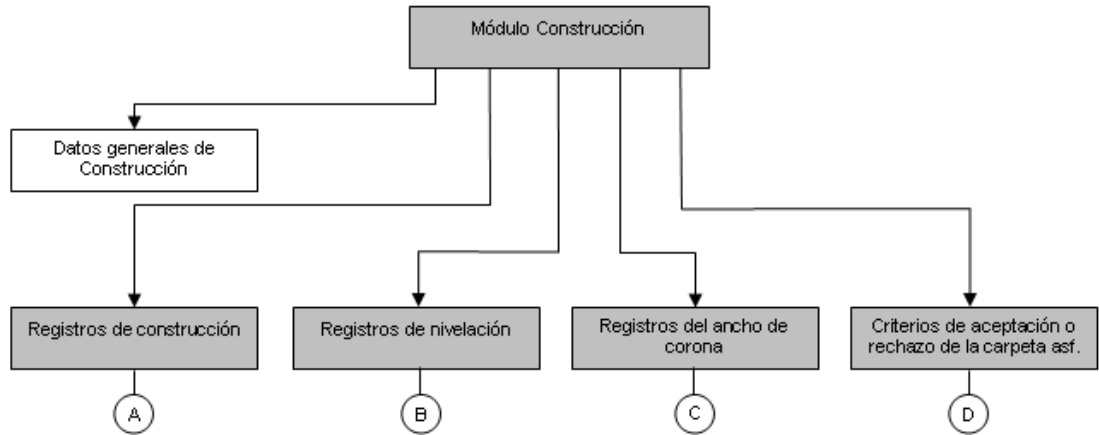 Módulo Construcción
Datos generales de
Construcción
Registros de construcción
Registros de nivelación
Registros del ancho de
corona
Criterios de aceptación o
rechazo de la carpeta asf.
A
B
C
D